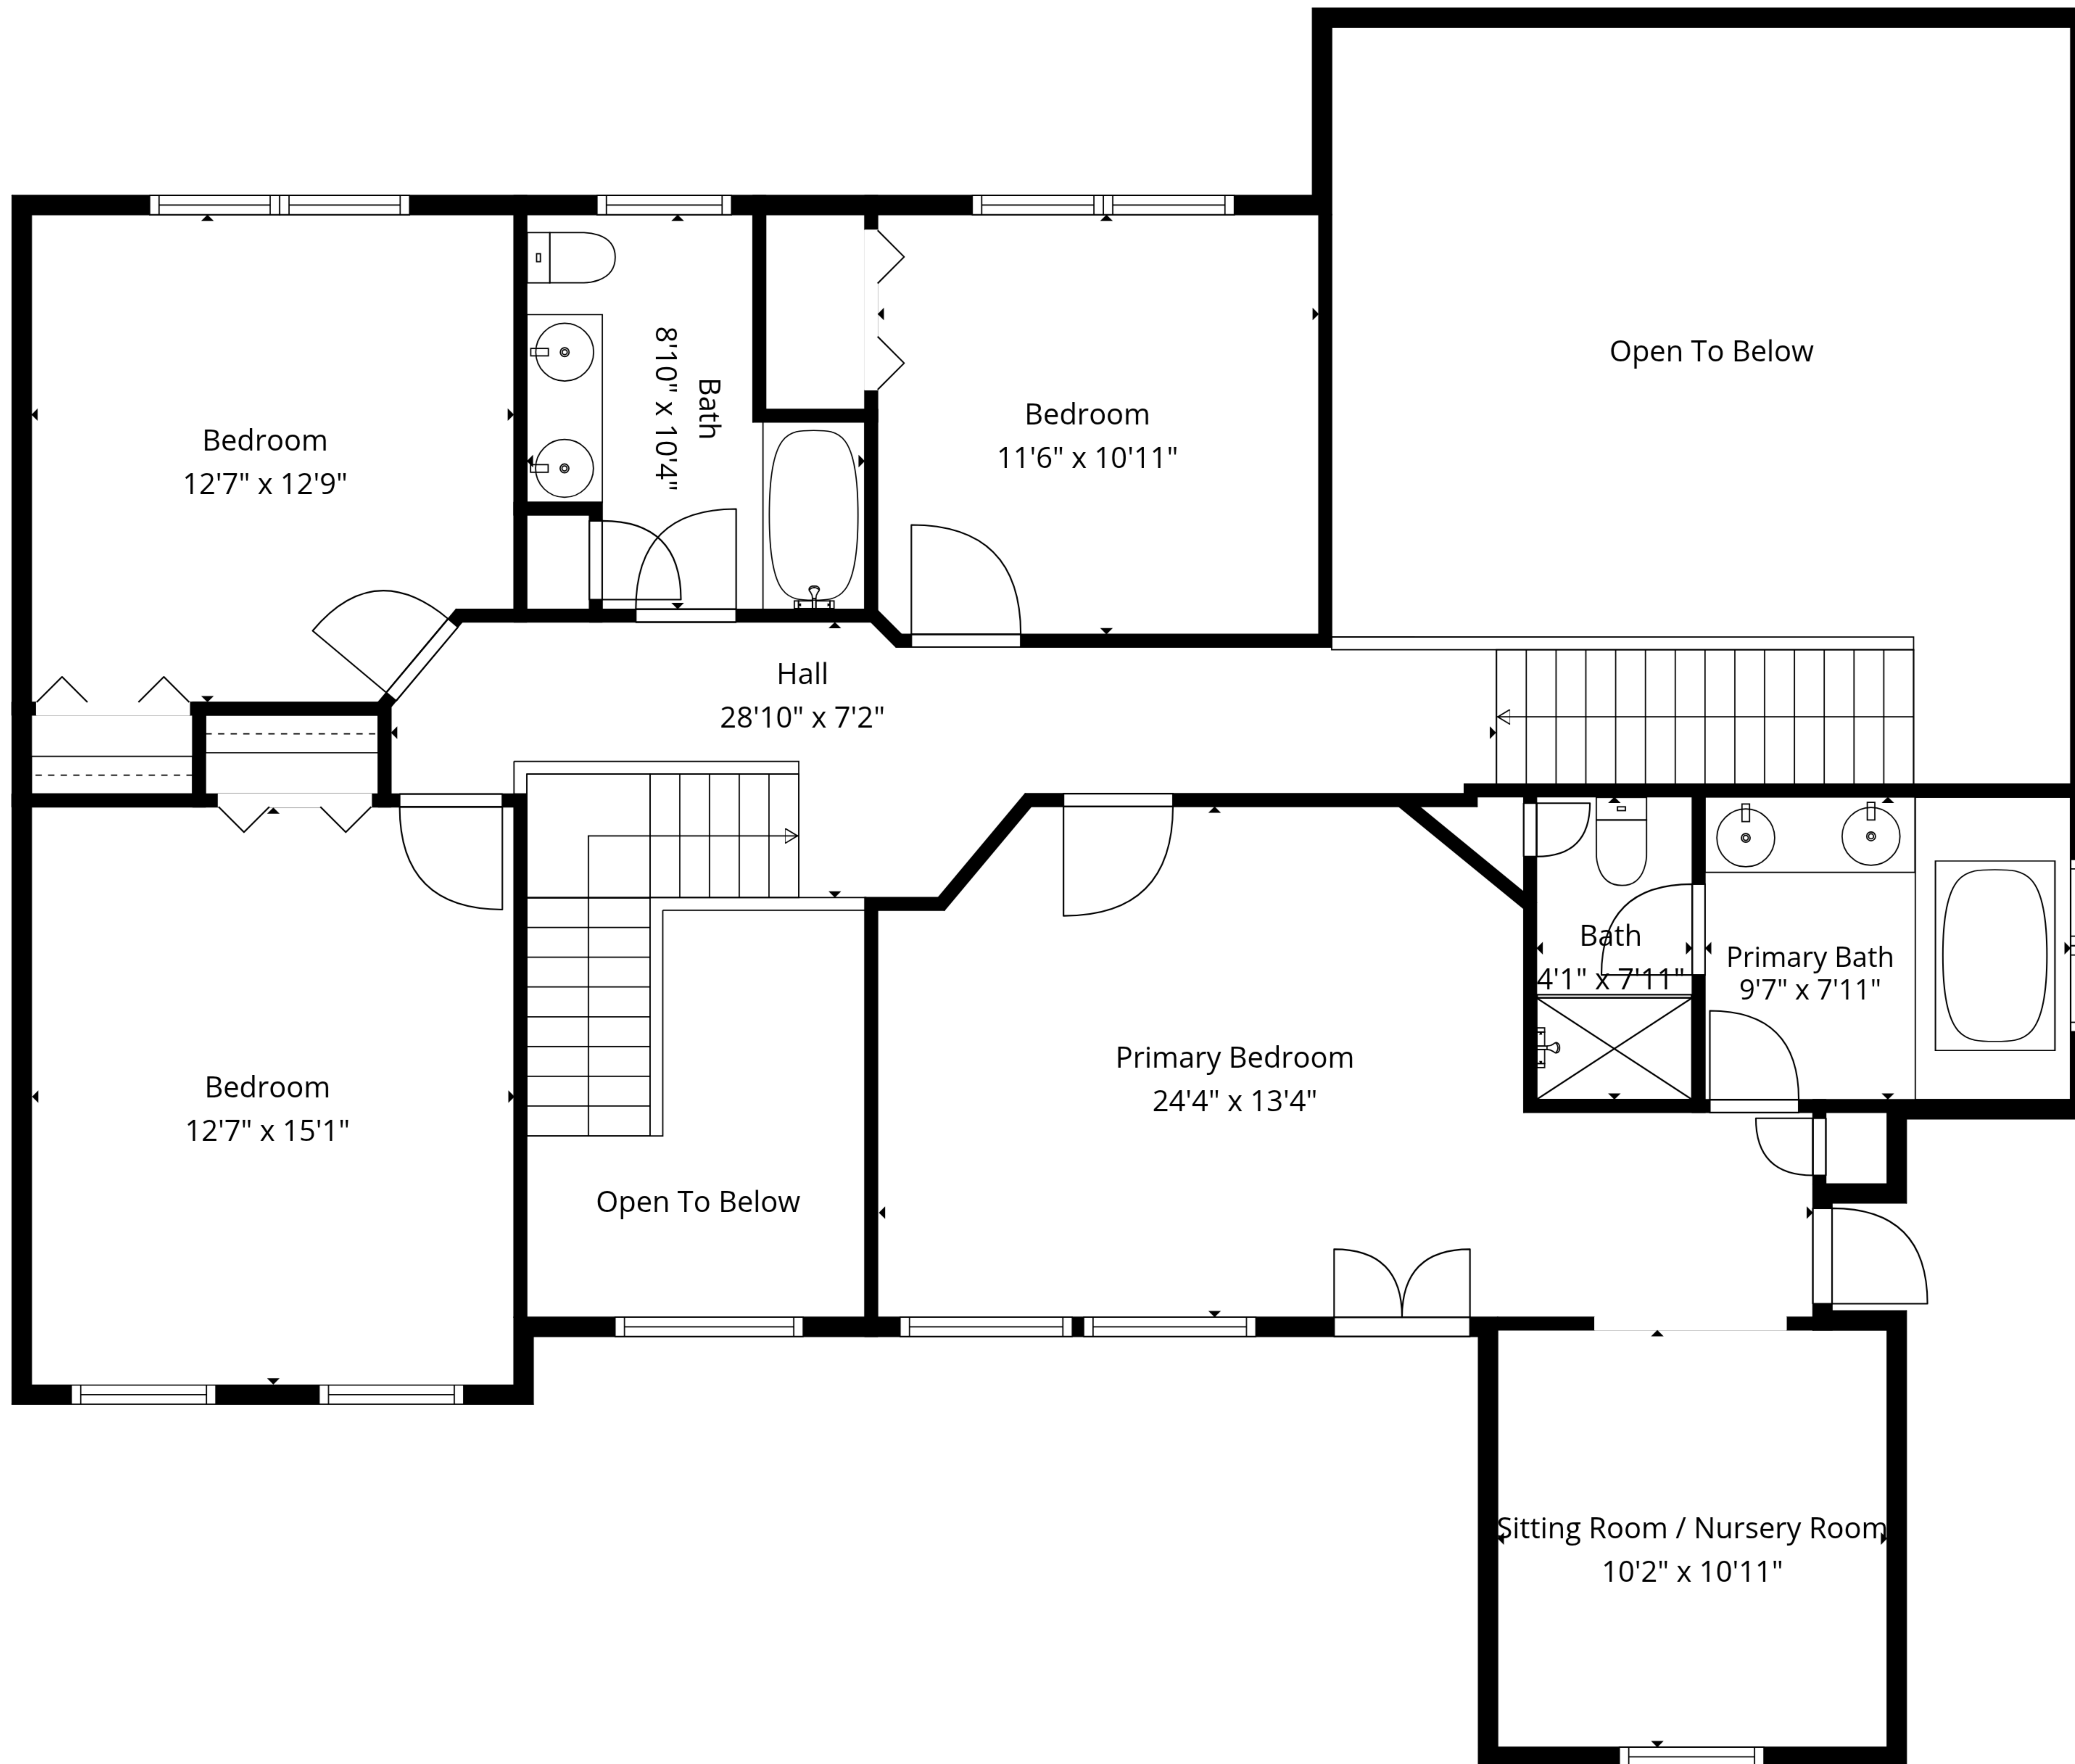 Open To Below
Bedroom
12'7" x 12'9"
Bath
8'10" x 10'4"
Bedroom
11'6" x 10'11"
Hall
28'10" x 7'2"
Bath
4'1" x 7'11"
Primary Bath
9'7" x 7'11"
Primary Bedroom
24'4" x 13'4"
Bedroom
12'7" x 15'1"
Open To Below
Sitting Room / Nursery Room
10'2" x 10'11"